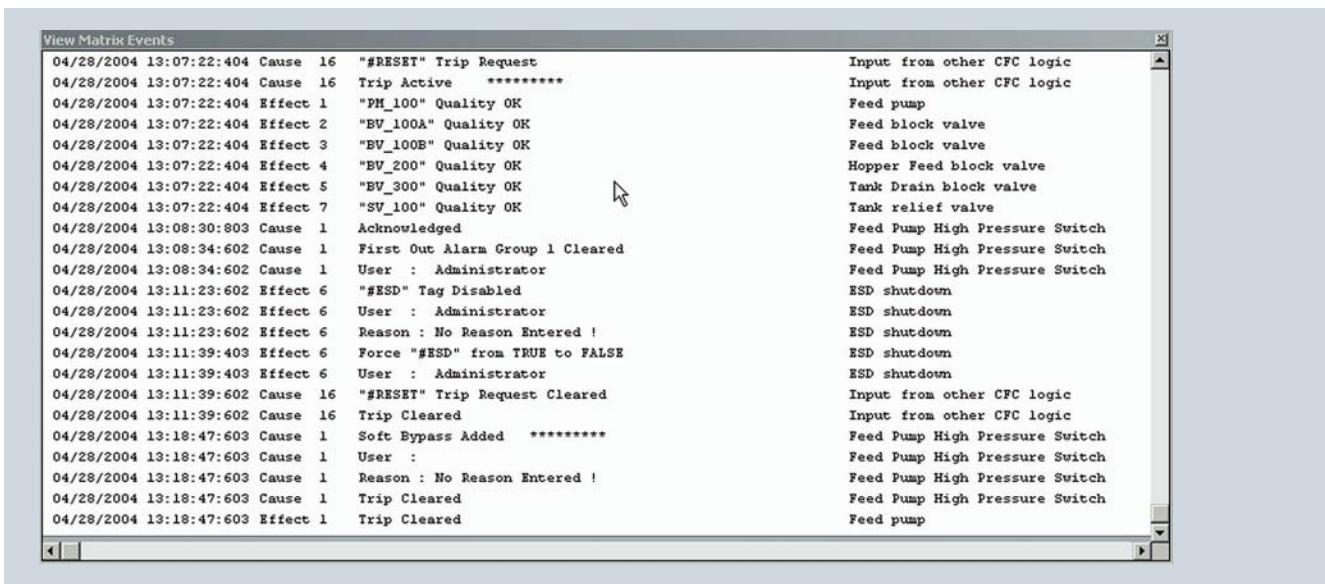 View Matrix Events
04/28/2004 13:07:22:404 Cause 16 "#RESET" Trip Request Input from other CFC logic
04/28/2004 13:07:22:404 Cause 16 Trip Active ********* Input from other CFC logic
04/28/2004 13:07:22:404 Effect 1 "PM_100" Quality OK Feed pump
04/28/2004 13:07:22:404 Effect 2 "BV_100A" Quality OK Feed block valve
04/28/2004 13:07:22:404 Effect 3 "BV_100B" Quality OK Feed block valve
04/28/2004 13:07:22:404 Effect 4 "BV_200" Quality OK Hopper Feed block valve
04/28/2004 13:07:22:404 Effect 5 "BV_300" Quality OK Tank Drain block valve
04/28/2004 13:07:22:404 Effect 7 "SV_100" Quality OK Tank relief valve
04/28/2004 13:08:30:803 Cause 1 Acknowledged Feed Pump High Pressure Switch
04/28/2004 13:08:34:602 Cause 1 First Out Alarm Group 1 Cleared Feed Pump High Pressure Switch
04/28/2004 13:08:34:602 Cause 1 User : Administrator Feed Pump High Pressure Switch
04/28/2004 13:11:23:602 Effect 6 "#ESD" Tag Disabled ESD shutdown
04/28/2004 13:11:23:602 Effect 6 User : Administrator ESD shutdown
04/28/2004 13:11:23:602 Effect 6 Reason : No Reason Entered ! ESD shutdown
04/28/2004 13:11:39:403 Effect 6 Force "#ESD" from TRUE to FALSE ESD shutdown
04/28/2004 13:11:39:403 Effect 6 User : Administrator ESD shutdown
04/28/2004 13:11:39:602 Cause 16 "#RESET" Trip Request Cleared Input from other CFC logic
04/28/2004 13:11:39:602 Cause 16 Trip Cleared Input from other CFC logic
04/28/2004 13:18:47:603 Cause 1 Soft Bypass Added ********* Feed Pump High Pressure Switch
04/28/2004 13:18:47:603 Cause 1 User : Feed Pump High Pressure Switch
04/28/2004 13:18:47:603 Cause 1 Reason : No Reason Entered ! Feed Pump High Pressure Switch
04/28/2004 13:18:47:603 Cause 1 Trip Cleared Feed Pump High Pressure Switch
04/28/2004 13:18:47:603 Effect 1 Trip Cleared Feed pump